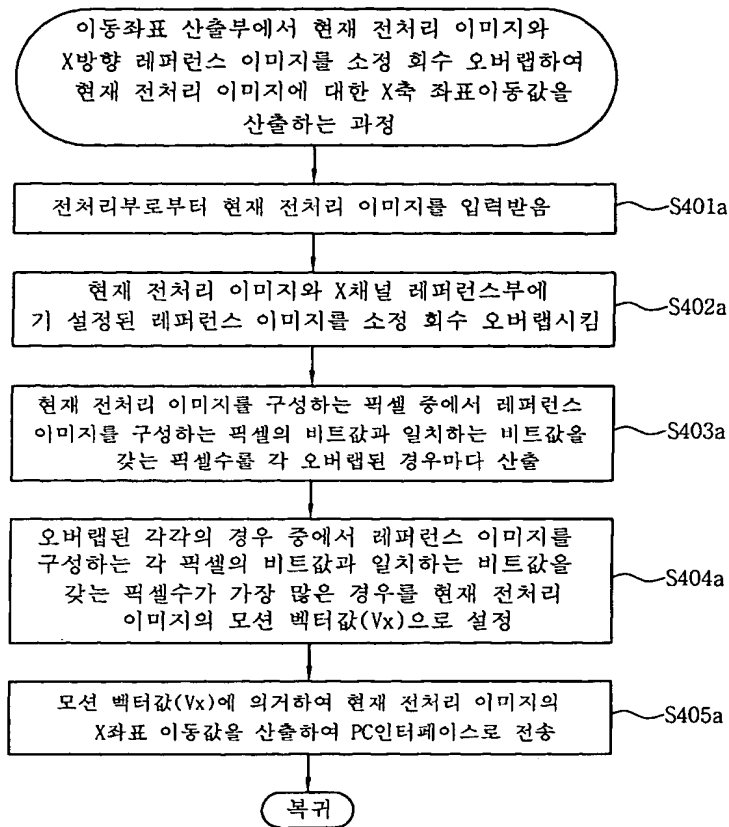 이동좌표 산출부에서 현재 전처리 이미지와
X방향 레퍼런스 이미지를 소정 회수 오버랩하여
현재 전처리 이미지에 대한 X축 좌표이동값을
산출하는 과정
전처리부로부터 현재 전처리 이미지를 입력받음
S401a
현재 전처리 이미지와 X채널 레퍼런스부에
기 설정된 레퍼런스 이미지를 소정 회수 오버랩시킴
S402a
현재 전처리 이미지를 구성하는 픽셀 중에서 레퍼런스
이미지를 구성하는 픽셀의 비트값과 일치하는 비트값을
갖는 픽셀수를 각 오버랩된 경우마다 산출
S403a
오버랩된 각각의 경우 중에서 레퍼런스 이미지를
구성하는 각 픽셀의 비트값과 일치하는 비트값을
갖는 픽셀수가 가장 많은 경우를 현재 전처리
이미지의 모션 벡터값(Vx)으로 설정
S404a
모션 벡터값(Vx)에 의거하여 현재 전처리 이미지의
X좌표 이동값을 산출하여 PC인터페이스로 전송
S405a
복귀